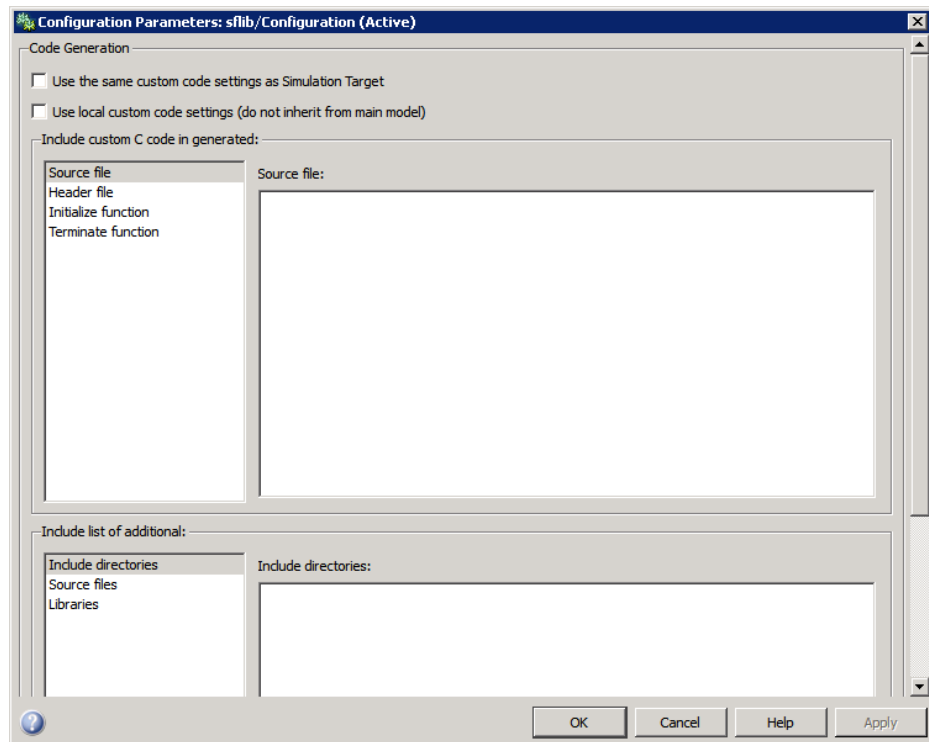 Configuration Parameters: sflib/Configuration (Active)
Code Generation
Use the same custom code settings as Simulation Target
Use local custom code settings (do not inherit from main model)
Include custom C code in generated:
Source file
Header file
Initialize function
Terminate function
Source file:
Include list of additional:
Include directories
Source files
Libraries
Include directories:
OK
Cancel
Help
Apply